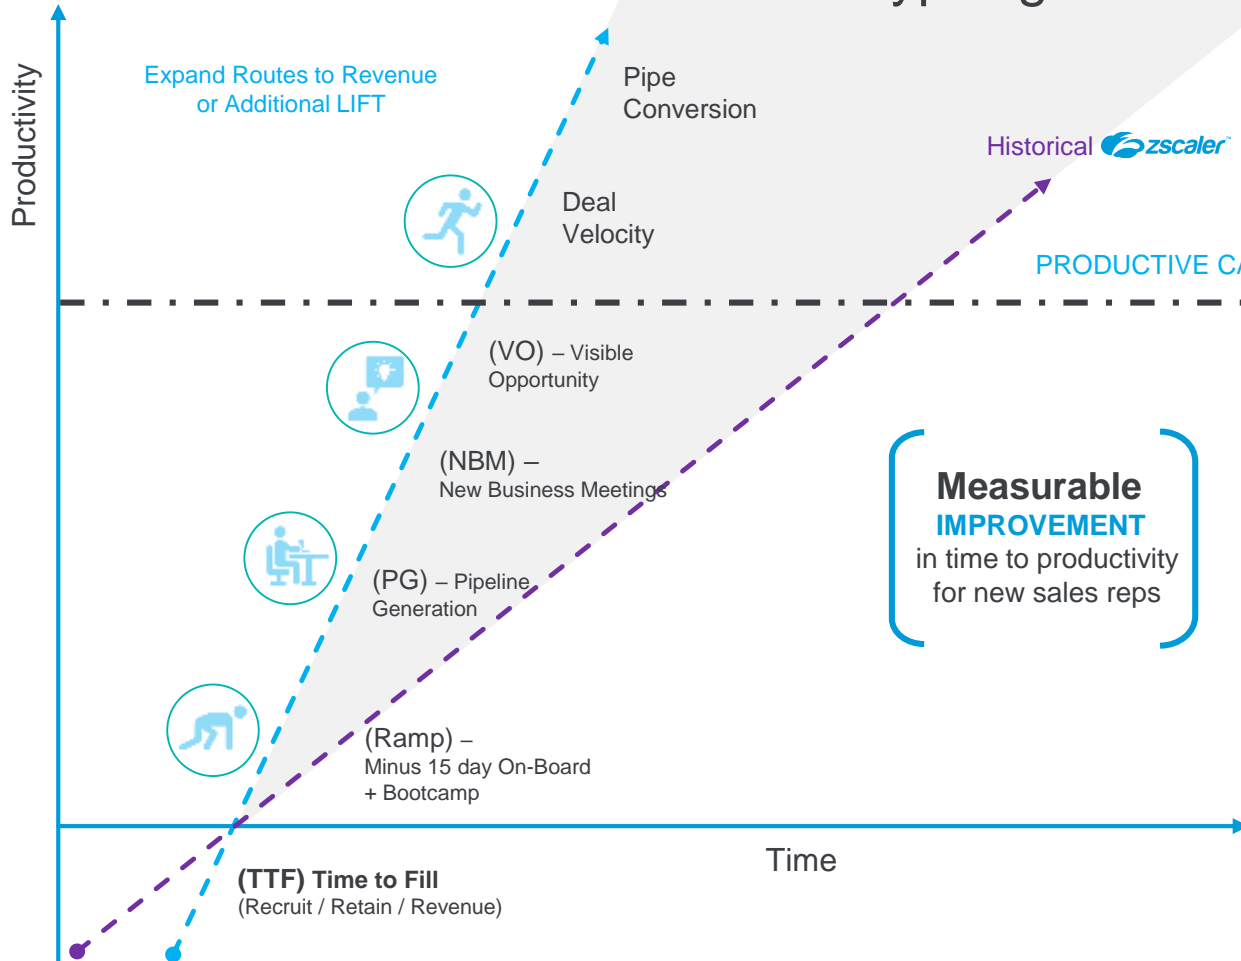 Productivity
Expand Routes to Revenue
or Additional LIFT
Pipe
Conversion
Historical zscaler™
Deal
Velocity
PRODUCTIVE
(VO) – Visible
Opportunity
(NBM) –
New Business Meetings
Measurable
IMPROVEMENT
in time to productivity
for new sales reps
(PG) – Pipeline
Generation
(Ramp) –
Minus 15 day On-Board
+ Bootcamp
Time
(TTF) Time to Fill
(Recruit / Retain / Revenue)